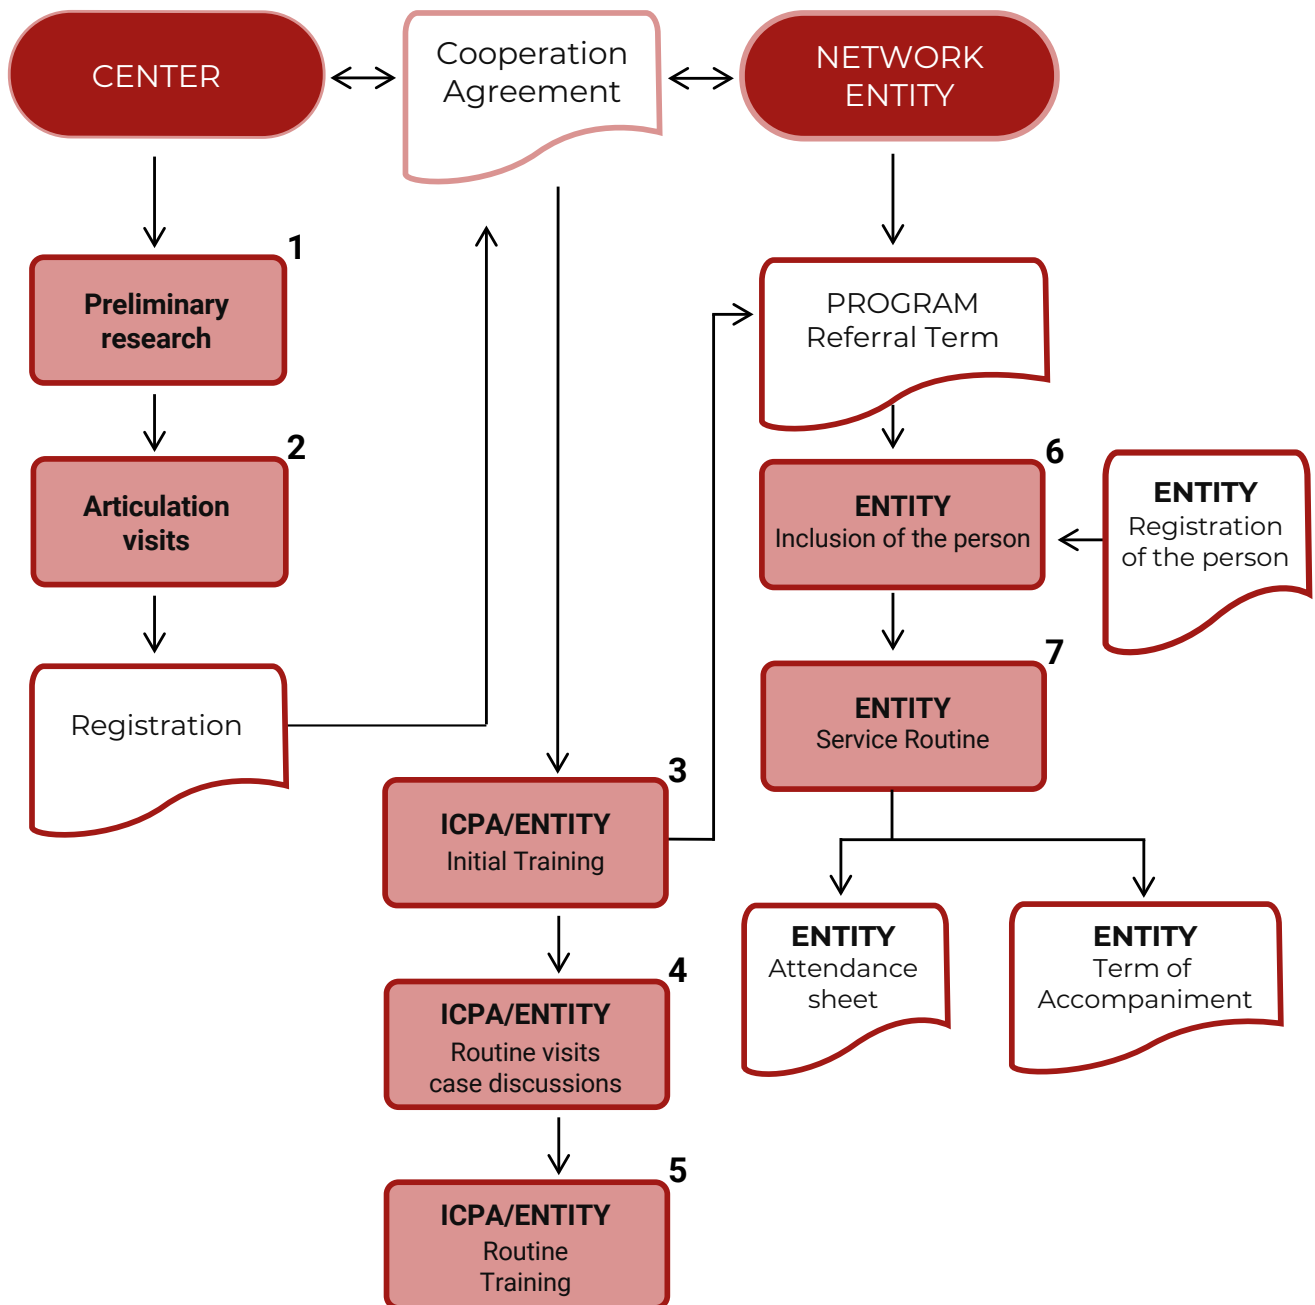 CENTER
Cooperation
Agreement
NETWORK
ENTITY
1
Preliminary
research
2
Articulation
visits
Registration
3
ICPA/ENTITY
Initial Training
4
ICPA/ENTITY
Routine visits
case discussions
5
ICPA/ENTITY
Routine
Training
PROGRAM
Referral Term
6
ENTITY
Inclusion of the person
ENTITY
Registration
of the person
7
ENTITY
Service Routine
ENTITY
Attendance
sheet
ENTITY
Term of
Accompaniment